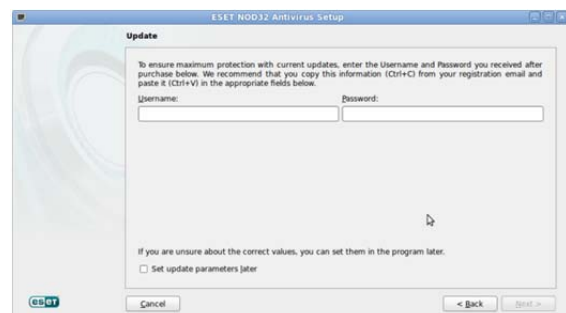 ESET NOD32 Antivirus Setup
Update
To ensure maximum protection with current updates, enter the Username and Password you received after
purchase below. We recommend that you copy this information (Ctrl+C) from your registration email and
paste it (Ctrl+V) in the appropriate fields below.
Username: Password:
If you are unsure about the correct values, you can set them in the program later.
Set update parameters later
eset
Cancel < Back Next >